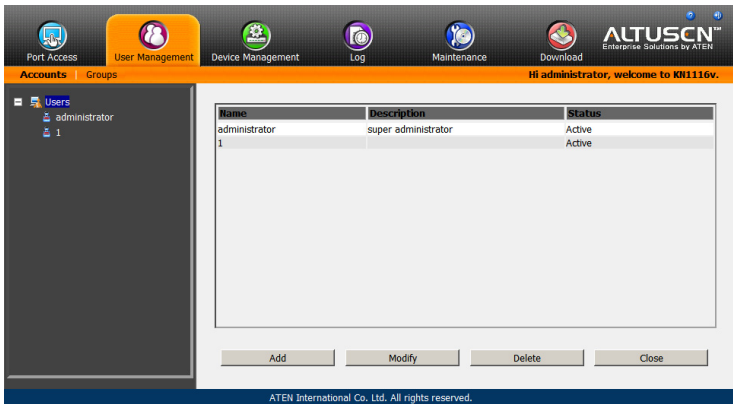 Port Access
User Management
Device Management
Log
Maintenance
Download
ALTUSCN™
Enterprise Solutions by ATEN
Accounts | Groups
Hi administrator, welcome to KN1116v.
Users
administrator
1
Name Description Status
administrator super administrator Active
1 Active
Add Modify Delete Close
ATEN International Co. Ltd. All rights reserved.